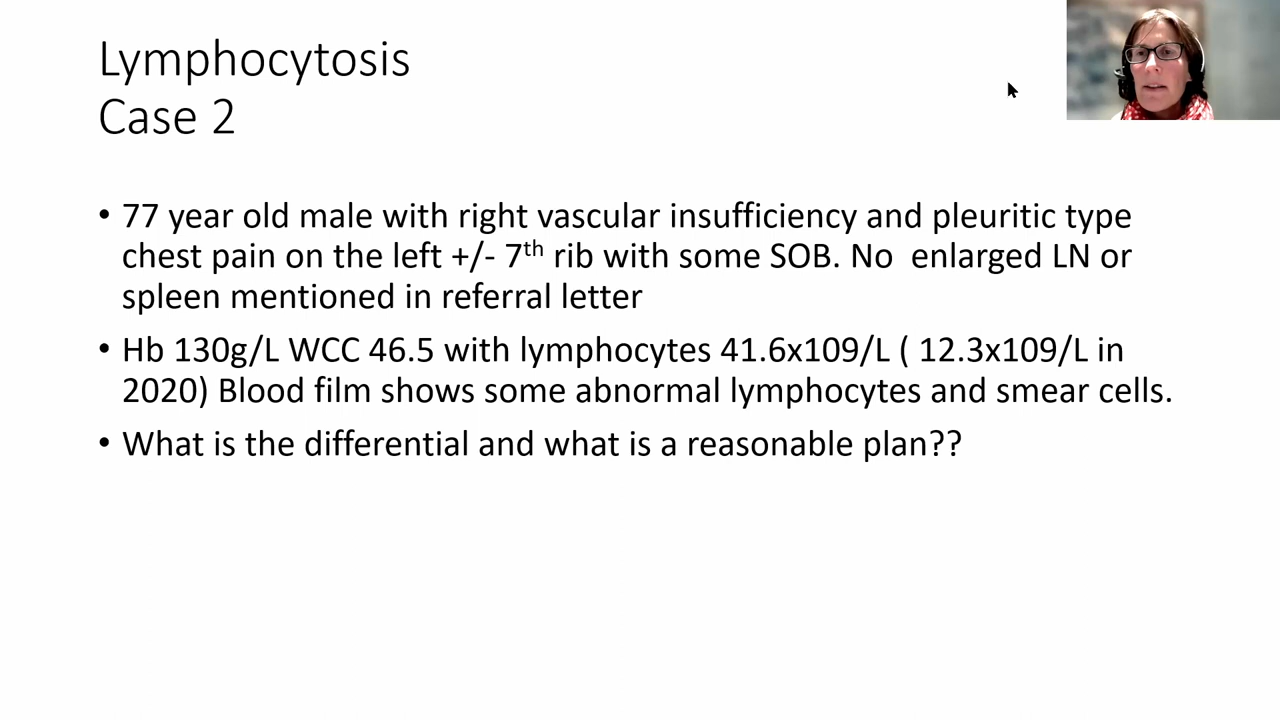 Lymphocytosis
Case 2
• 77 year old male with right vascular insufficiency and pleuritic type
chest pain on the left +/- 7th rib with some SOB. No  enlarged LN or
spleen mentioned in referral letter
• Hb 130g/L WCC 46.5 with lymphocytes 41.6x109/L ( 12.3x109/L in
2020) Blood film shows some abnormal lymphocytes and smear cells.
• What is the differential and what is a reasonable plan??